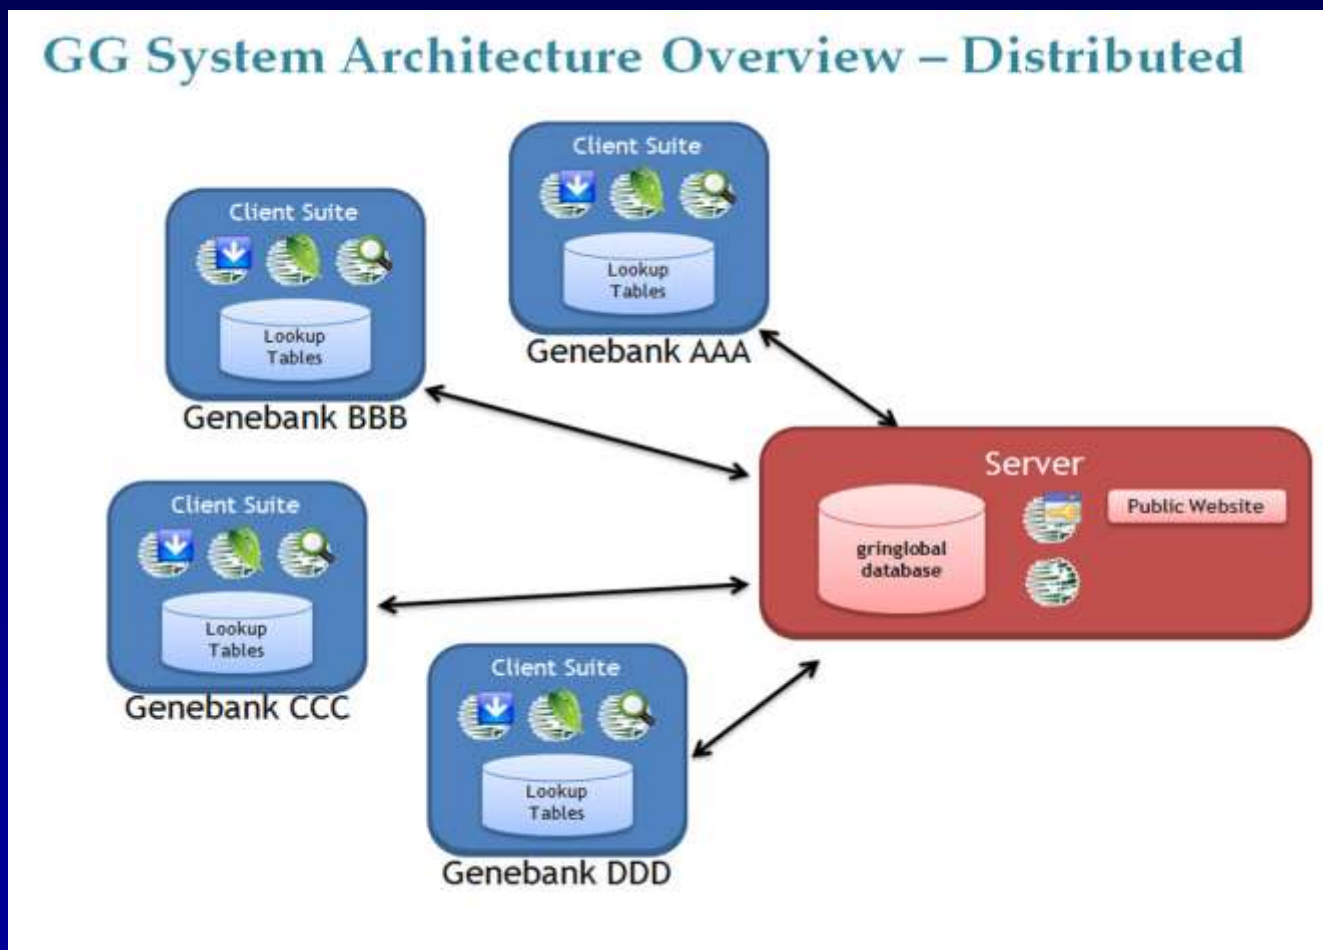 GG System Architecture Overview – Distributed
Client Suite
Lookup
Tables
Genebank AAA
Client Suite
Lookup
Tables
Genebank BBB
Server
gringlobal
database
Public Website
Client Suite
Lookup
Tables
Genebank CCC
Client Suite
Lookup
Tables
Genebank DDD